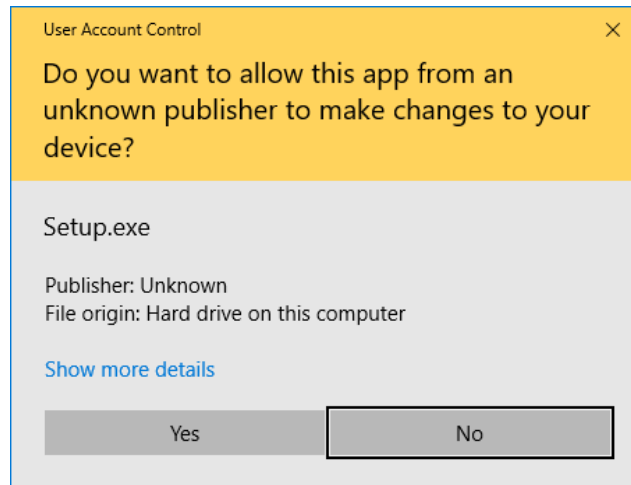 User Account Control
Do you want to allow this app from an
unknown publisher to make changes to your
device?
Setup.exe
Publisher: Unknown
File origin: Hard drive on this computer
Show more details
Yes
No